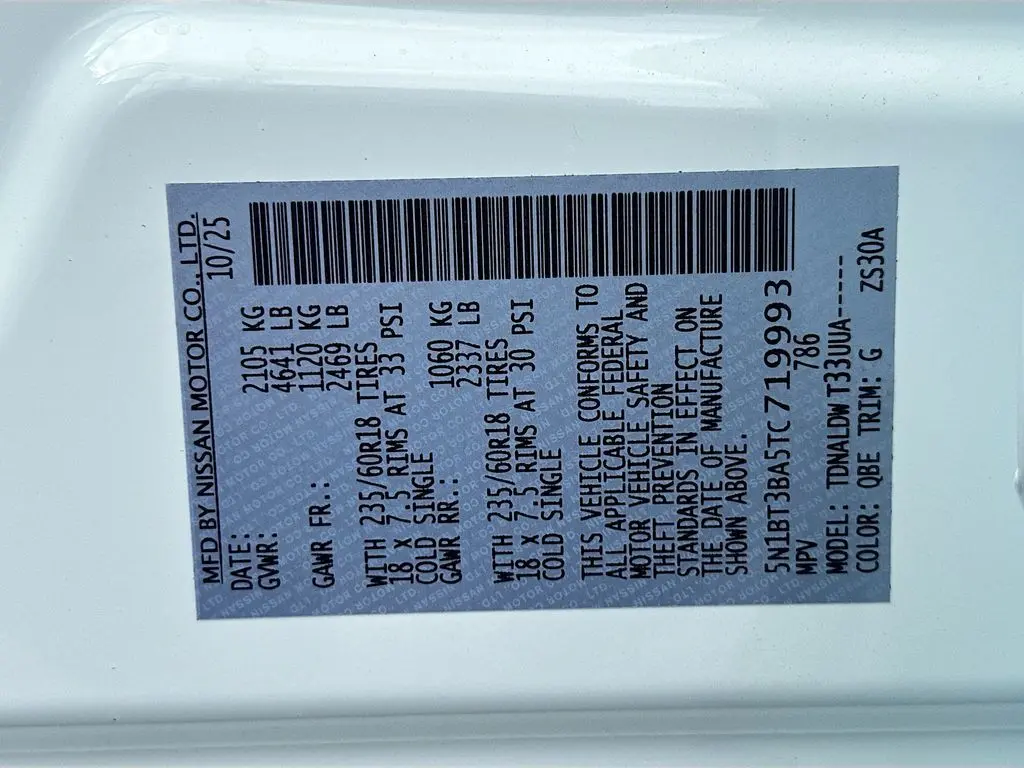 MFD BY NISSAN MOTOR CO., LTD.
DATE: 10/25
GVWR: 2105 KG
4641 LB
GAWR FR.: 1120 KG
2469 LB
WITH 235/60R18 TIRES
18 X 7.5 RIMS AT 33 PSI
COLD SINGLE
GAWR RR.: 1060 KG
2337 LB
WITH 235/60R18 TIRES
18 X 7.5 RIMS AT 30 PSI
COLD SINGLE
THIS VEHICLE CONFORMS TO
ALL APPLICABLE FEDERAL
MOTOR VEHICLE SAFETY AND
THEFT PREVENTION
STANDARDS IN EFFECT ON
THE DATE OF MANUFACTURE
SHOWN ABOVE.
5N1BT3BA5TC719993
MPV 786
MODEL: TDNALDW T33UUA-----
COLOR: QBE TRIM: G ZS30A